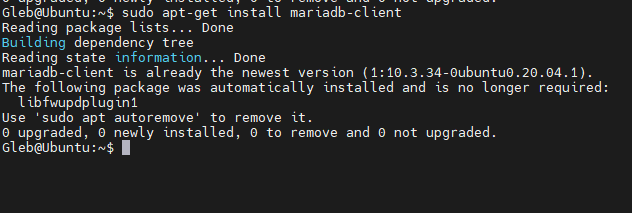 0 upgraded, 0 newly installed, 0 to remove and 0 not upgraded.
Gleb@Ubuntu:~$ sudo apt-get install mariadb-client
Reading package lists... Done
Building dependency tree
Reading state information... Done
mariadb-client is already the newest version (1:10.3.34-0ubuntu0.20.04.1).
The following package was automatically installed and is no longer required:
  libfwupdplugin1
Use 'sudo apt autoremove' to remove it.
0 upgraded, 0 newly installed, 0 to remove and 0 not upgraded.
Gleb@Ubuntu:~$